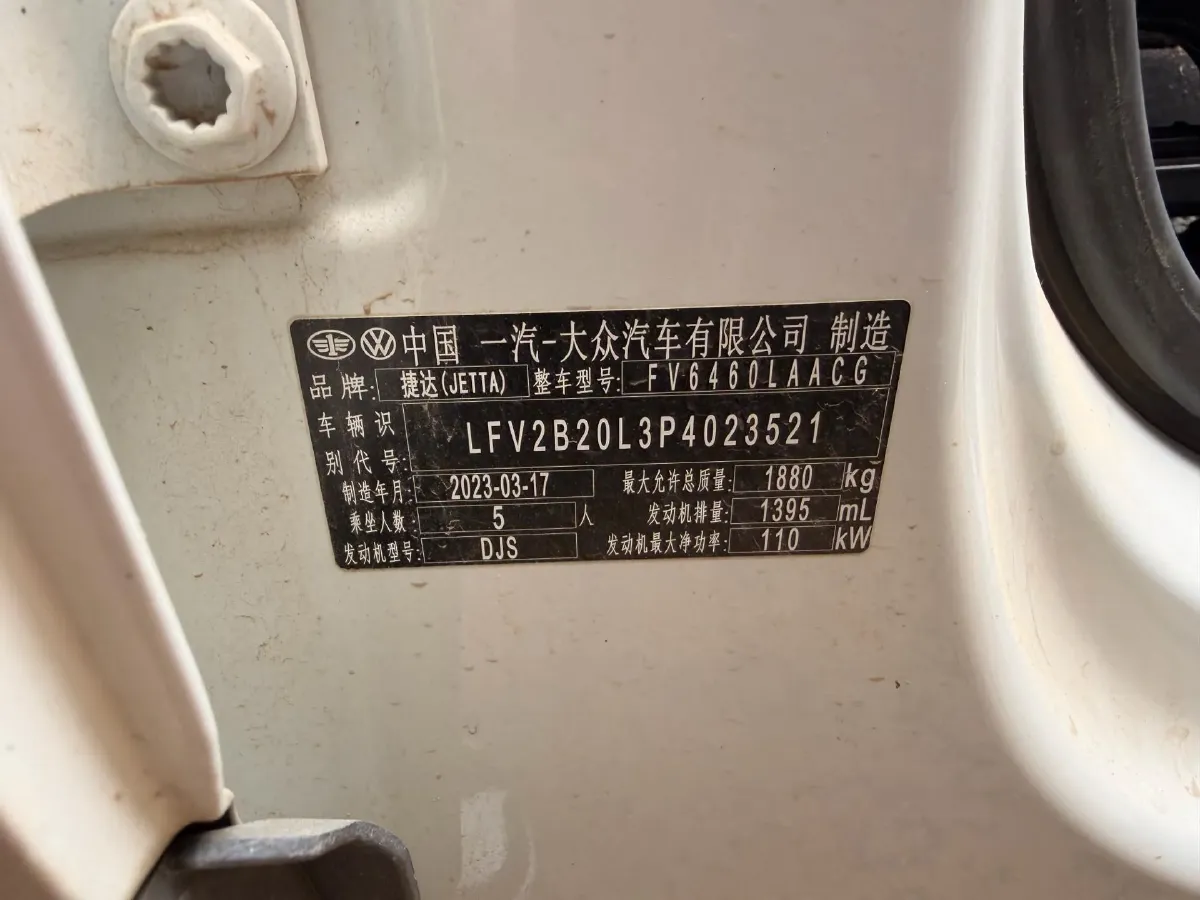 中国 一汽-大众汽车有限公司 制造
品牌: 捷达(JETTA) 整车型号: FV6460LAACG
车辆识别代号: LFV2B20L3P4023521
制造年月: 2023-03-17 最大允许总质量: 1880 kg
乘坐人数: 5 人 发动机排量: 1395 mL
发动机型号: DJS 发动机最大净功率: 110 kW